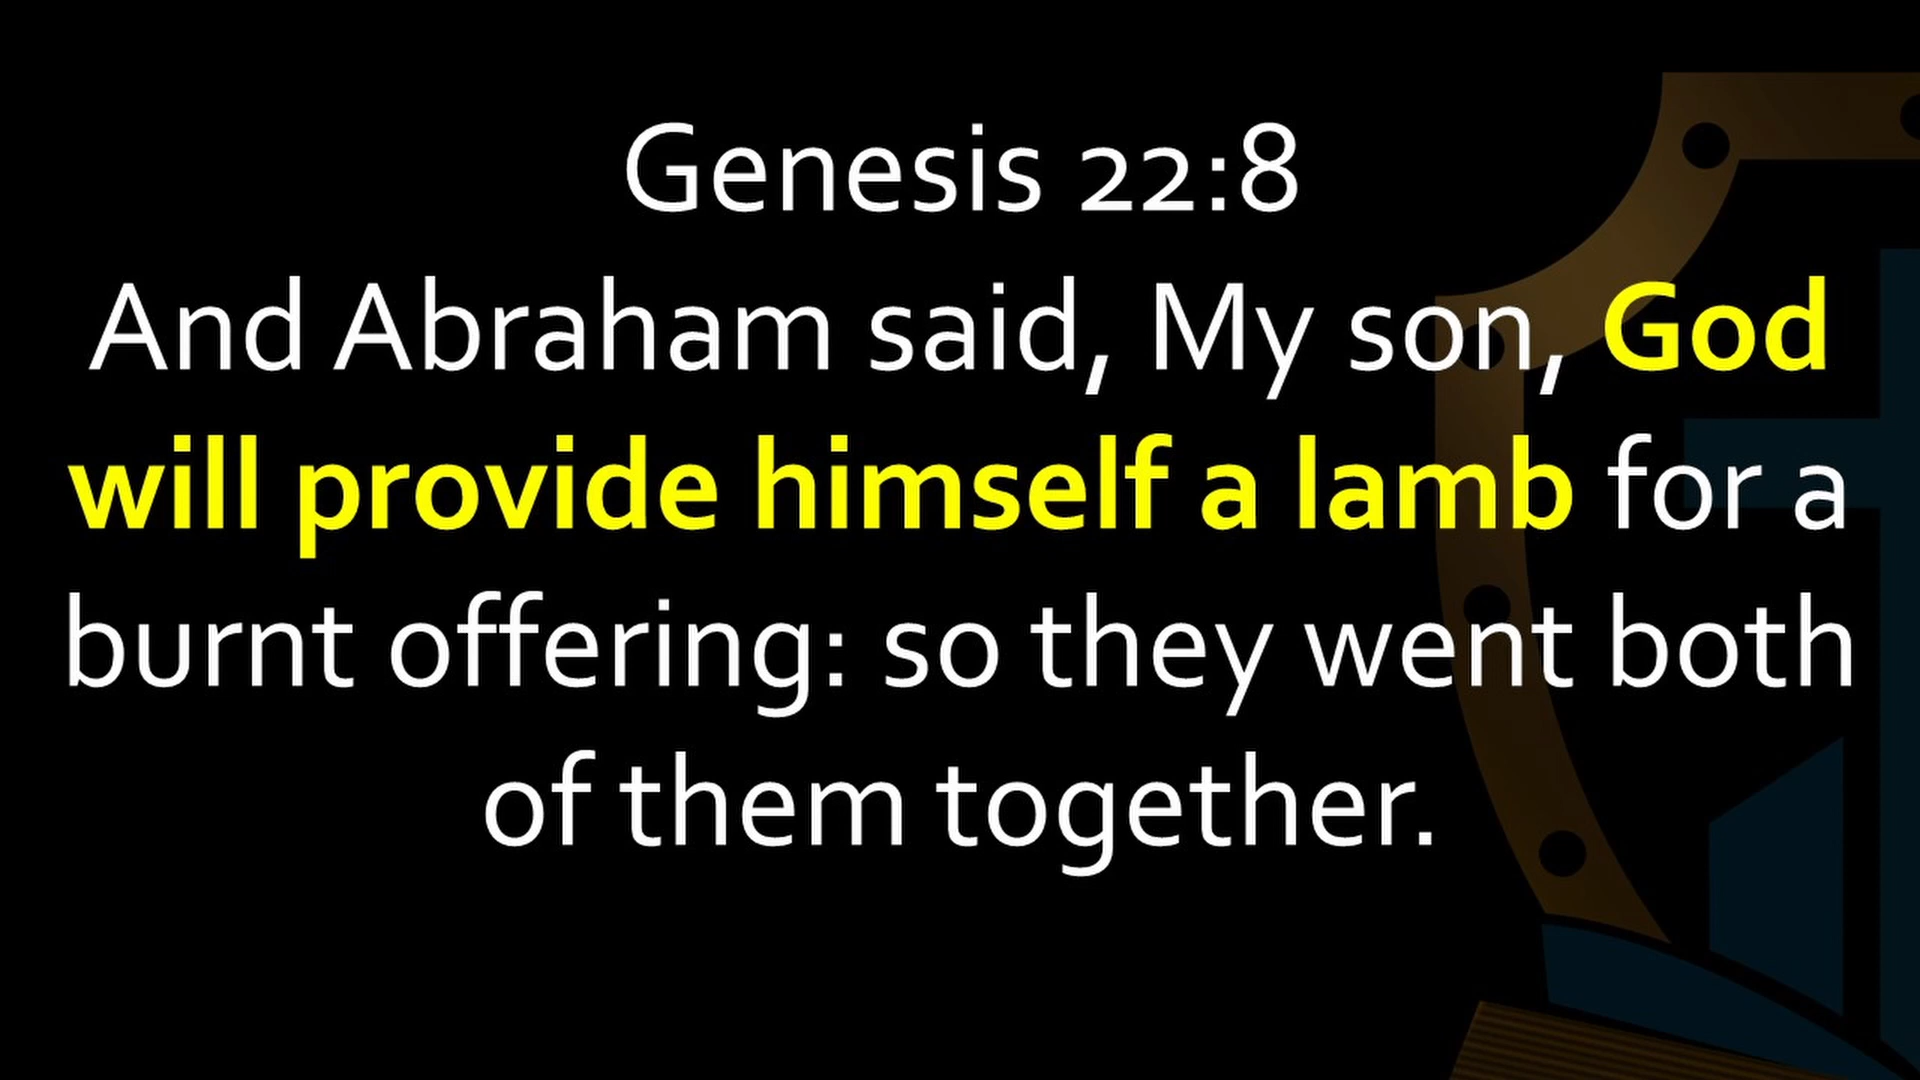 Genesis 22:8
And Abraham said, My son, God
will provide himself a lamb for a
burnt offering: so they went both
of them together.